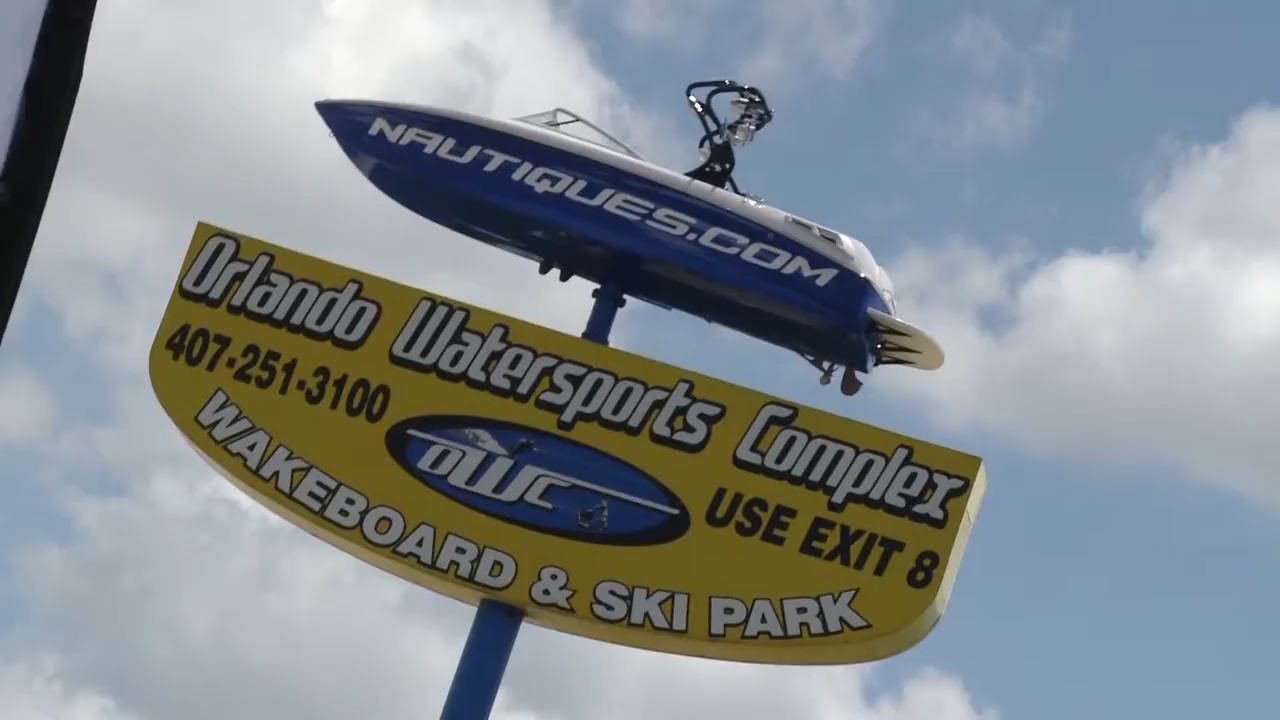 NAUTIQUES.COM
Orlando Watersports Complex
407-251-3100
OWC
USE EXIT 8
WAKEBOARD & SKI PARK